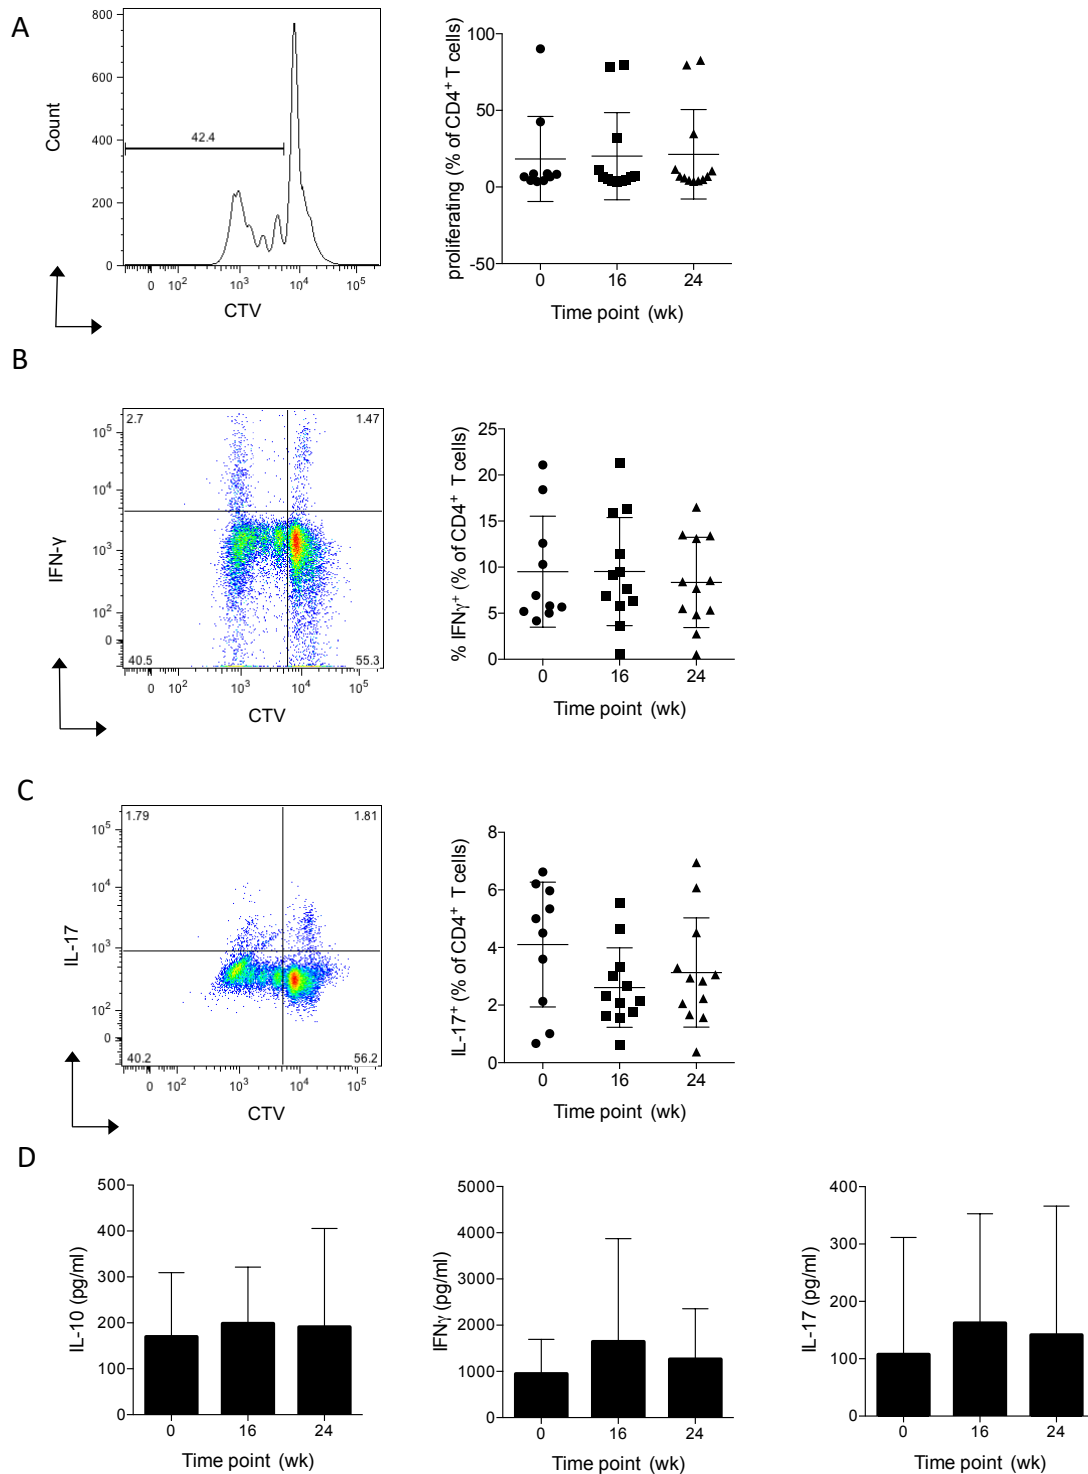 A
Count
800
600
400
200
0
42.4
0 10² 10³ 10⁴ 10⁵
CTV
proliferating (% of CD4⁺ T cells)
100
50
0
-50
0 16 24
Time point (wk)
B
IFN-γ
10⁵
10⁴
10³
10²
0
2.7 1.47
40.5 55.3
0 10² 10³ 10⁴ 10⁵
CTV
% IFNγ⁺ (% of CD4⁺ T cells)
25
20
15
10
5
0
0 16 24
Time point (wk)
C
IL-17
10⁵
10⁴
10³
10²
0
1.79 1.81
40.2 56.2
0 10² 10³ 10⁴ 10⁵
CTV
IL-17⁺ (% of CD4⁺ T cells)
8
6
4
2
0
0 16 24
Time point (wk)
D
IL-10 (pg/ml)
500
400
300
200
100
0
0 16 24
Time point (wk)
IFNγ (pg/ml)
5000
4000
3000
2000
1000
0
0 16 24
Time point (wk)
IL-17 (pg/ml)
400
300
200
100
0
0 16 24
Time point (wk)